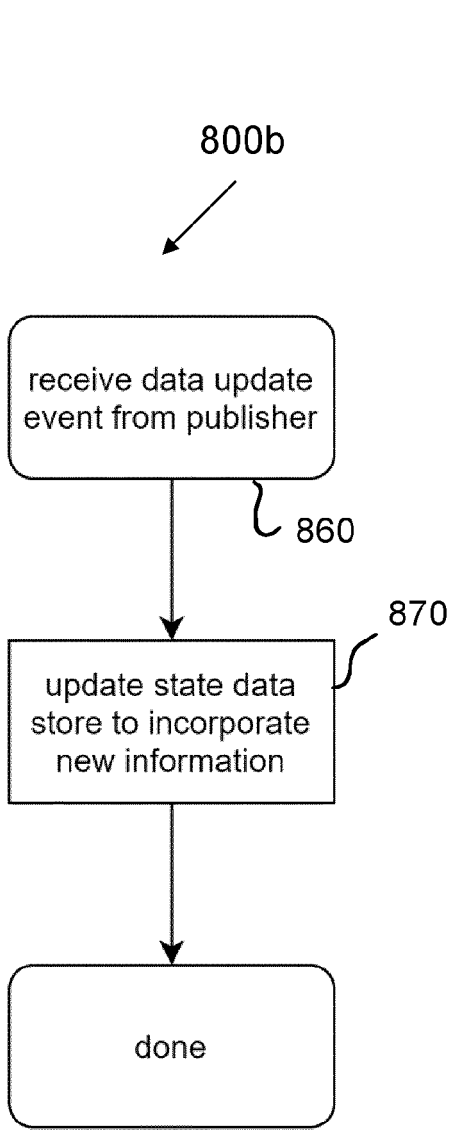 800b
receive data update
event from publisher
860
870
update state data
store to incorporate
new information
done